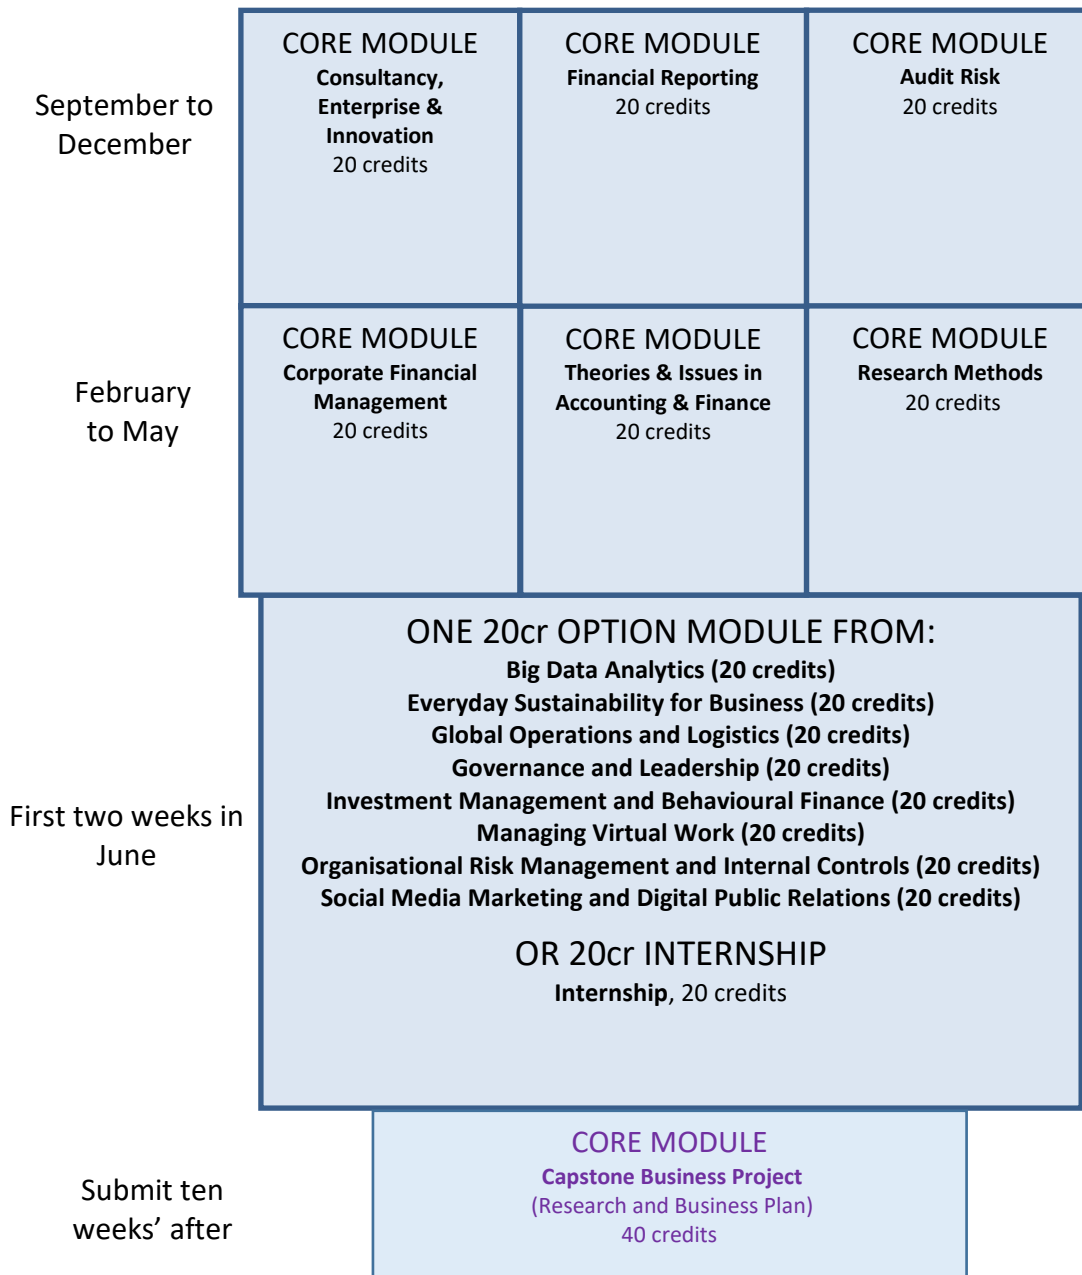 September to
December
CORE MODULE
Consultancy,
Enterprise &
Innovation
20 credits
CORE MODULE
Financial Reporting
20 credits
CORE MODULE
Audit Risk
20 credits
February
to May
CORE MODULE
Corporate Financial
Management
20 credits
CORE MODULE
Theories & Issues in
Accounting & Finance
20 credits
CORE MODULE
Research Methods
20 credits
First two weeks in
June
ONE 20cr OPTION MODULE FROM:
Big Data Analytics (20 credits)
Everyday Sustainability for Business (20 credits)
Global Operations and Logistics (20 credits)
Governance and Leadership (20 credits)
Investment Management and Behavioural Finance (20 credits)
Managing Virtual Work (20 credits)
Organisational Risk Management and Internal Controls (20 credits)
Social Media Marketing and Digital Public Relations (20 credits)
OR 20cr INTERNSHIP
Internship, 20 credits
Submit ten
weeks’ after
CORE MODULE
Capstone Business Project
(Research and Business Plan)
40 credits